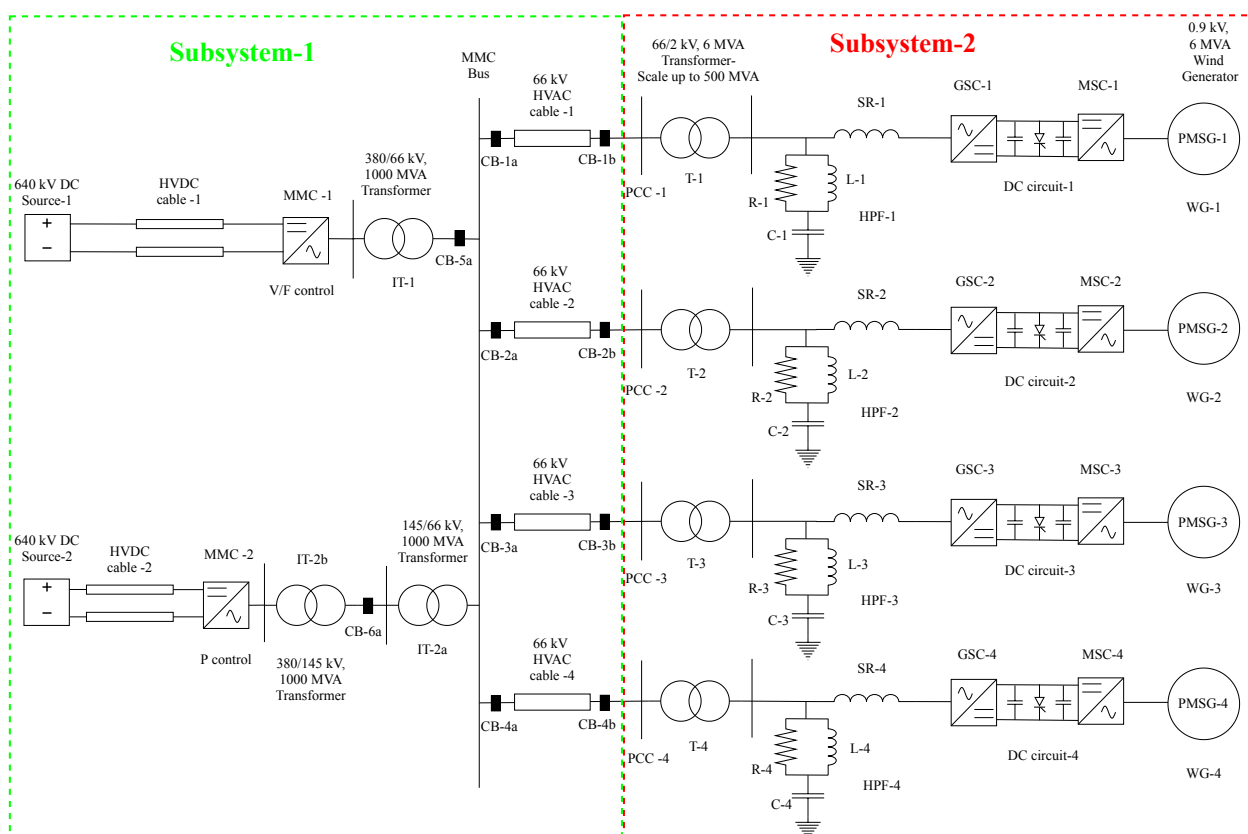 Subsystem-1
640 kV DC
Source-1
+
−
HVDC
cable -1
MMC -1
V/F control
380/66 kV,
1000 MVA
Transformer
IT-1
CB-5a
MMC
Bus
66 kV
HVAC
cable -1
CB-1a
CB-1b
66 kV
HVAC
cable -2
CB-2a
CB-2b
640 kV DC
Source-2
+
−
HVDC
cable -2
MMC -2
P control
IT-2b
380/145 kV,
1000 MVA
Transformer
CB-6a
145/66 kV,
1000 MVA
Transformer
IT-2a
66 kV
HVAC
cable -3
CB-3a
CB-3b
66 kV
HVAC
cable -4
CB-4a
CB-4b
Subsystem-2
66/2 kV, 6 MVA
Transformer-
Scale up to 500 MVA
0.9 kV,
6 MVA
Wind
Generator
PCC -1
T-1
R-1
L-1
C-1
HPF-1
SR-1
GSC-1
DC circuit-1
MSC-1
PMSG-1
WG-1
PCC -2
T-2
R-2
L-2
C-2
HPF-2
SR-2
GSC-2
DC circuit-2
MSC-2
PMSG-2
WG-2
PCC -3
T-3
R-3
L-3
C-3
HPF-3
SR-3
GSC-3
DC circuit-3
MSC-3
PMSG-3
WG-3
PCC -4
T-4
R-4
L-4
C-4
HPF-4
SR-4
GSC-4
DC circuit-4
MSC-4
PMSG-4
WG-4